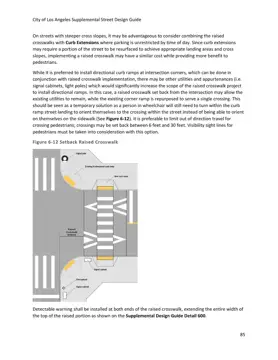 City of Los Angeles Supplemental Street Design Guide
On streets with steeper cross slopes, it may be advantageous to consider combining the raised
crosswalks with Curb Extensions where parking is unrestricted by time of day. Since curb extensions
may require a portion of the street to be resurfaced to achieve appropriate landing areas and cross
slopes, implementing a raised crosswalk may have a similar cost while providing more benefit to
pedestrians.
While it is preferred to install directional curb ramps at intersection corners, which can be done in
conjunction with raised crosswalk implementation, there may be other utilities and appurtenances (i.e.
signal cabinets, light poles) which would significantly increase the scope of the raised crosswalk project
to install directional ramps. In this case, a raised crosswalk set back from the intersection may allow the
existing utilities to remain, while the existing corner ramp is repurposed to serve a single crossing. This
should be seen as a temporary solution as a person in wheelchair will still need to turn within the curb
ramp street landing to orient themselves to the crossing within the street instead of being able to orient
on themselves on the sidewalk (See Figure 6-12). It is preferable to limit out of direction travel for
crossing pedestrians; crossings may be set back between 6 feet and 30 feet. Visibility sight lines for
pedestrians must be taken into consideration with this option.
Figure 6-12 Setback Raised Crosswalk
Raised
Crosswalk
Detectable warning shall be installed at both ends of the raised crosswalk, extending the entire width of
the top of the raised portion as shown on the Supplemental Design Guide Detail 600.
85